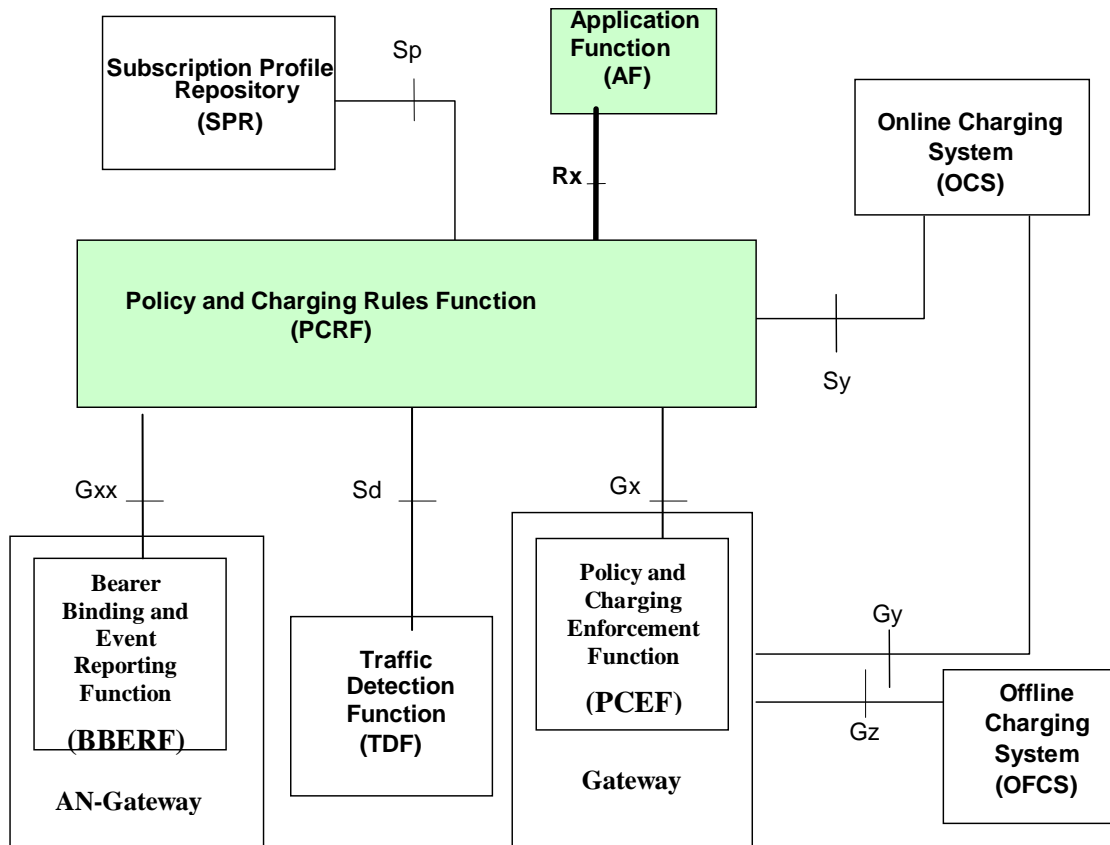 Application
Function
(AF)
Sp
Subscription Profile
Repository
(SPR)
Online Charging
System
(OCS)
Rx
Policy and Charging Rules Function
(PCRF)
Sy
Gxx
Sd
Gx
Bearer
Binding and
Event
Reporting
Function
(BBERF)
AN-Gateway
Traffic
Detection
Function
(TDF)
Policy and
Charging
Enforcement
Function
(PCEF)
Gateway
Gy
Gz
Offline
Charging
System
(OFCS)